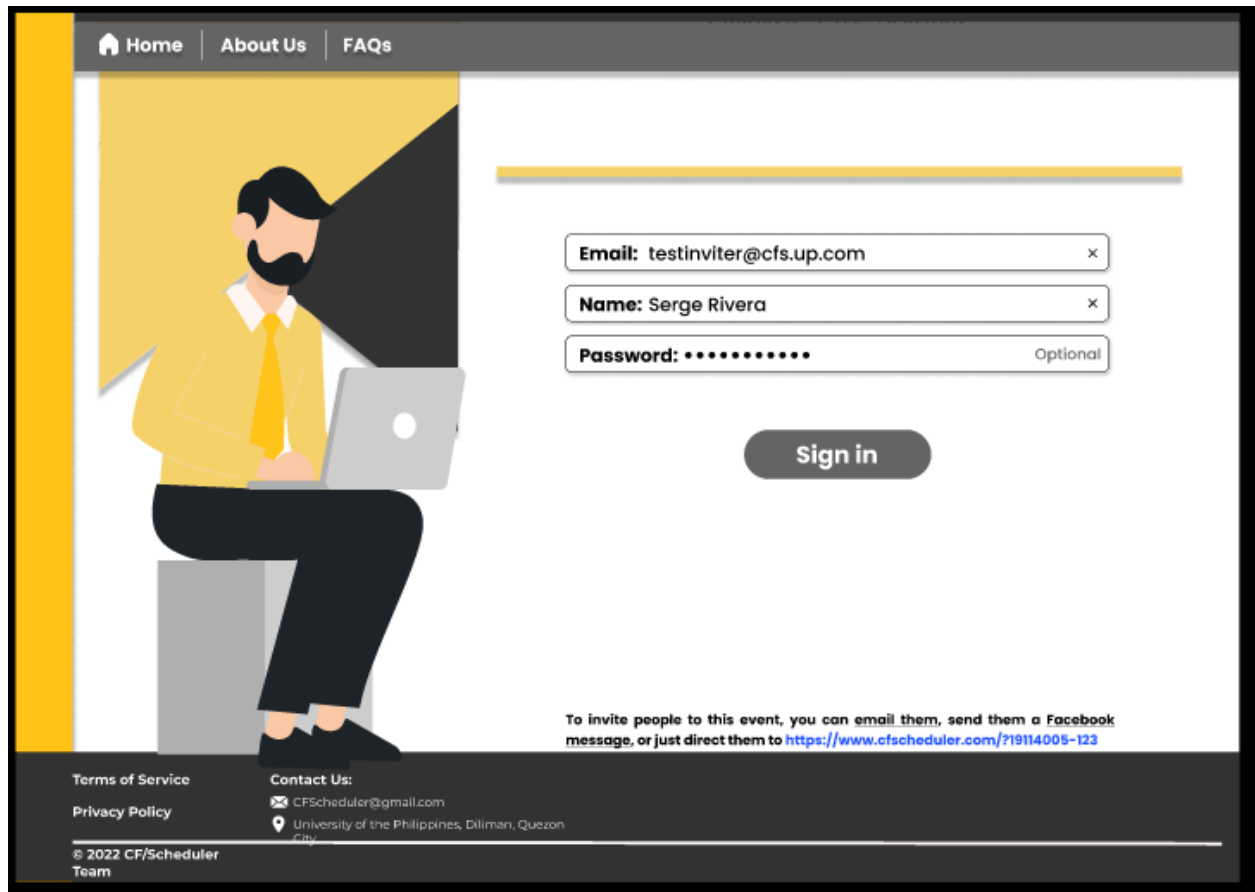 Home About Us FAQs
Email: testinviter@cfs.up.com ×
Name: Serge Rivera ×
Password: ••••••••••• Optional
Sign in
To invite people to this event, you can email them, send them a Facebook
message, or just direct them to https://www.cfscheduler.com/?19114005-123
Terms of Service
Privacy Policy
Contact Us:
CFScheduler@gmail.com
University of the Philippines, Diliman, Quezon
City
© 2022 CF/Scheduler
Team